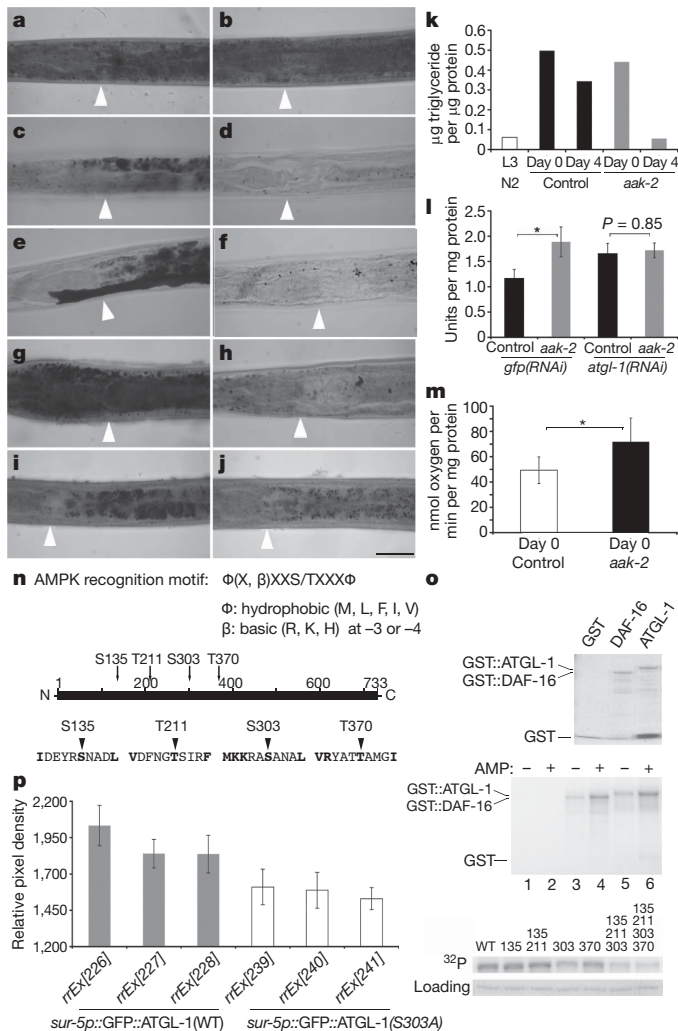 a
b
c
d
e
f
g
h
i
j
k
µg triglyceride
per µg protein
0.6
0.5
0.4
0.3
0.2
0.1
0
L3
Day 0
Day 4
Day 0
Day 4
N2
Control
aak-2
l
Units per mg protein
2.5
2.0
1.5
1.0
0.5
0
*
P = 0.85
Control
aak-2
Control
aak-2
gfp(RNAi)
atgl-1(RNAi)
m
nmol oxygen per
min per mg protein
100
80
60
40
20
0
*
Day 0
Control
Day 0
aak-2
n AMPK recognition motif: Φ(X, β)XXS/TXXXΦ
Φ: hydrophobic (M, L, F, I, V)
β: basic (R, K, H) at –3 or –4
S135 T211 S303 T370
1 200 400 600 733
N C
S135 T211 S303 T370
IDEYRSNADL VDFNGTSIRF MKKRASANAL VRYATTAMGI
o
GST
DAF-16
ATGL-1
GST::ATGL-1
GST::DAF-16
GST
AMP: – + – + – +
GST::ATGL-1
GST::DAF-16
GST
1 2 3 4 5 6
WT
135
135
211
303
370
135
211
303
135
211
303
370
32P
Loading
p
Relative pixel density
2,200
1,950
1,700
1,450
1,200
rrEx[226]
rrEx[227]
rrEx[228]
rrEx[239]
rrEx[240]
rrEx[241]
sur-5p::GFP::ATGL-1(WT)
sur-5p::GFP::ATGL-1(S303A)